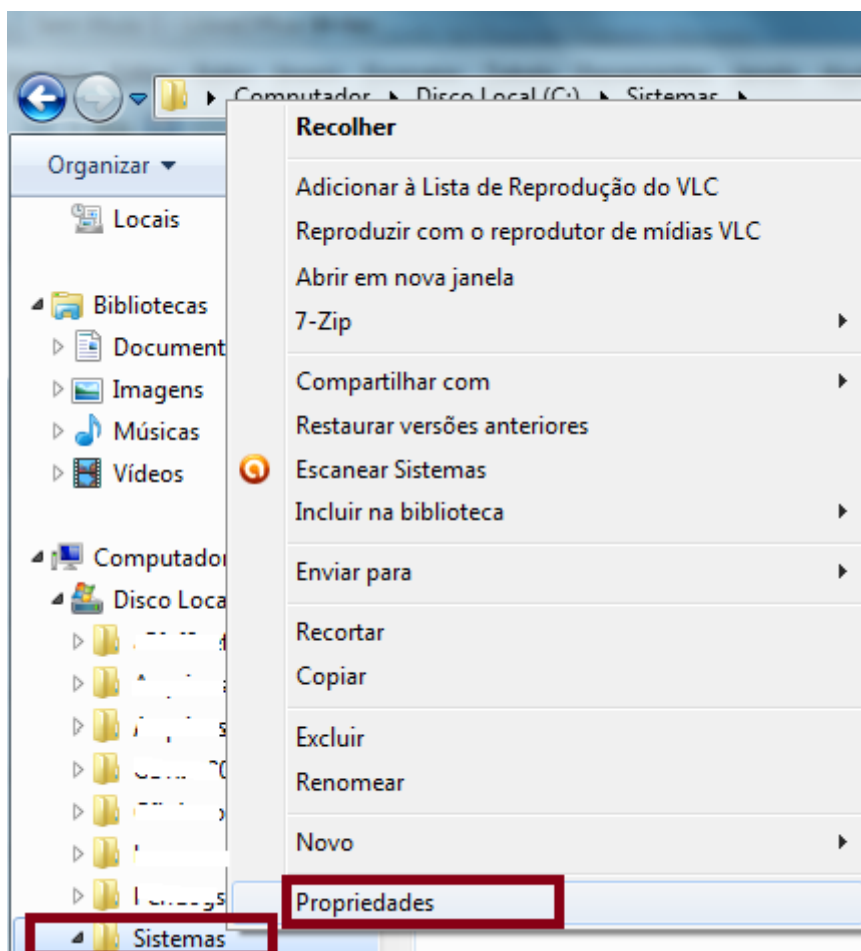 Computador ▸ Disco Local (C:) ▸ Sistemas ▸
Organizar
Locais
Bibliotecas
Document
Imagens
Músicas
Vídeos
Computador
Disco Loca
Sistemas
Recolher
Adicionar à Lista de Reprodução do VLC
Reproduzir com o reprodutor de mídias VLC
Abrir em nova janela
7-Zip
Compartilhar com
Restaurar versões anteriores
Escanear Sistemas
Incluir na biblioteca
Enviar para
Recortar
Copiar
Excluir
Renomear
Novo
Propriedades